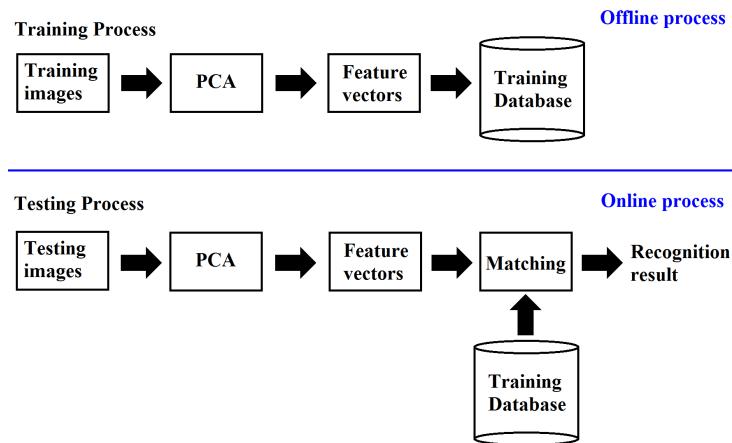 Training Process
Offline process
Training
images
PCA
Feature
vectors
Training
Database
Testing Process
Online process
Testing
images
PCA
Feature
vectors
Matching
Recognition
result
Training
Database